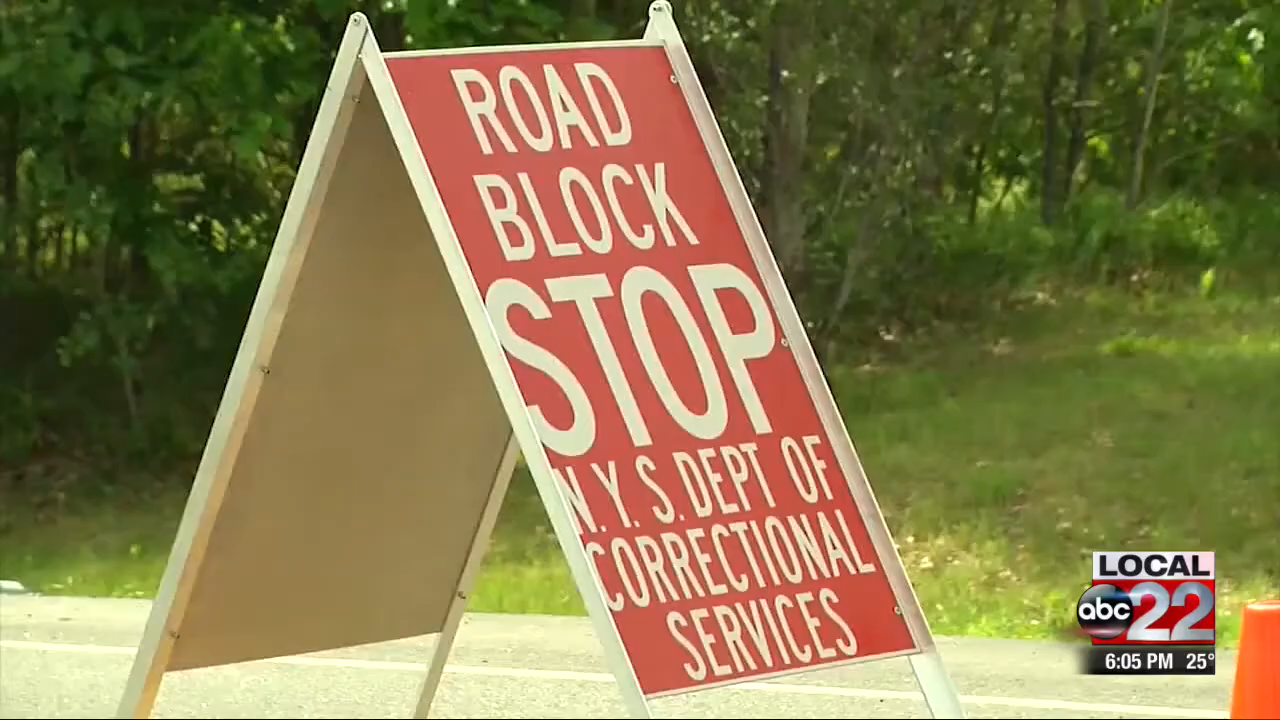 ROAD
BLOCK
STOP
N.Y.S. DEPT OF
CORRECTIONAL
SERVICES
LOCAL
abc 22
6:05 PM 25°